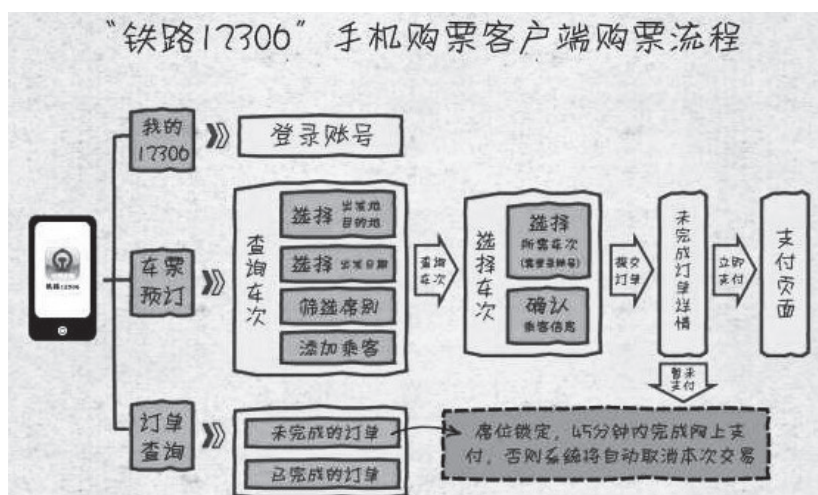 “铁路12306”手机购票客户端购票流程
我的
12306
登录账号
铁路12306
车票
预订
查询车次
选择 出发地
目的地
选择 出发日期
筛选席别
添加乘客
查询
车次
选择车次
选择
所需车次
(需登录账号)
确认
乘客信息
提交
订单
未完成订单详情
立即
支付
支付页面
暂未
支付
订单
查询
未完成的订单
已完成的订单
席位锁定，45分钟内完成网上支
付，否则系统将自动取消本次交易